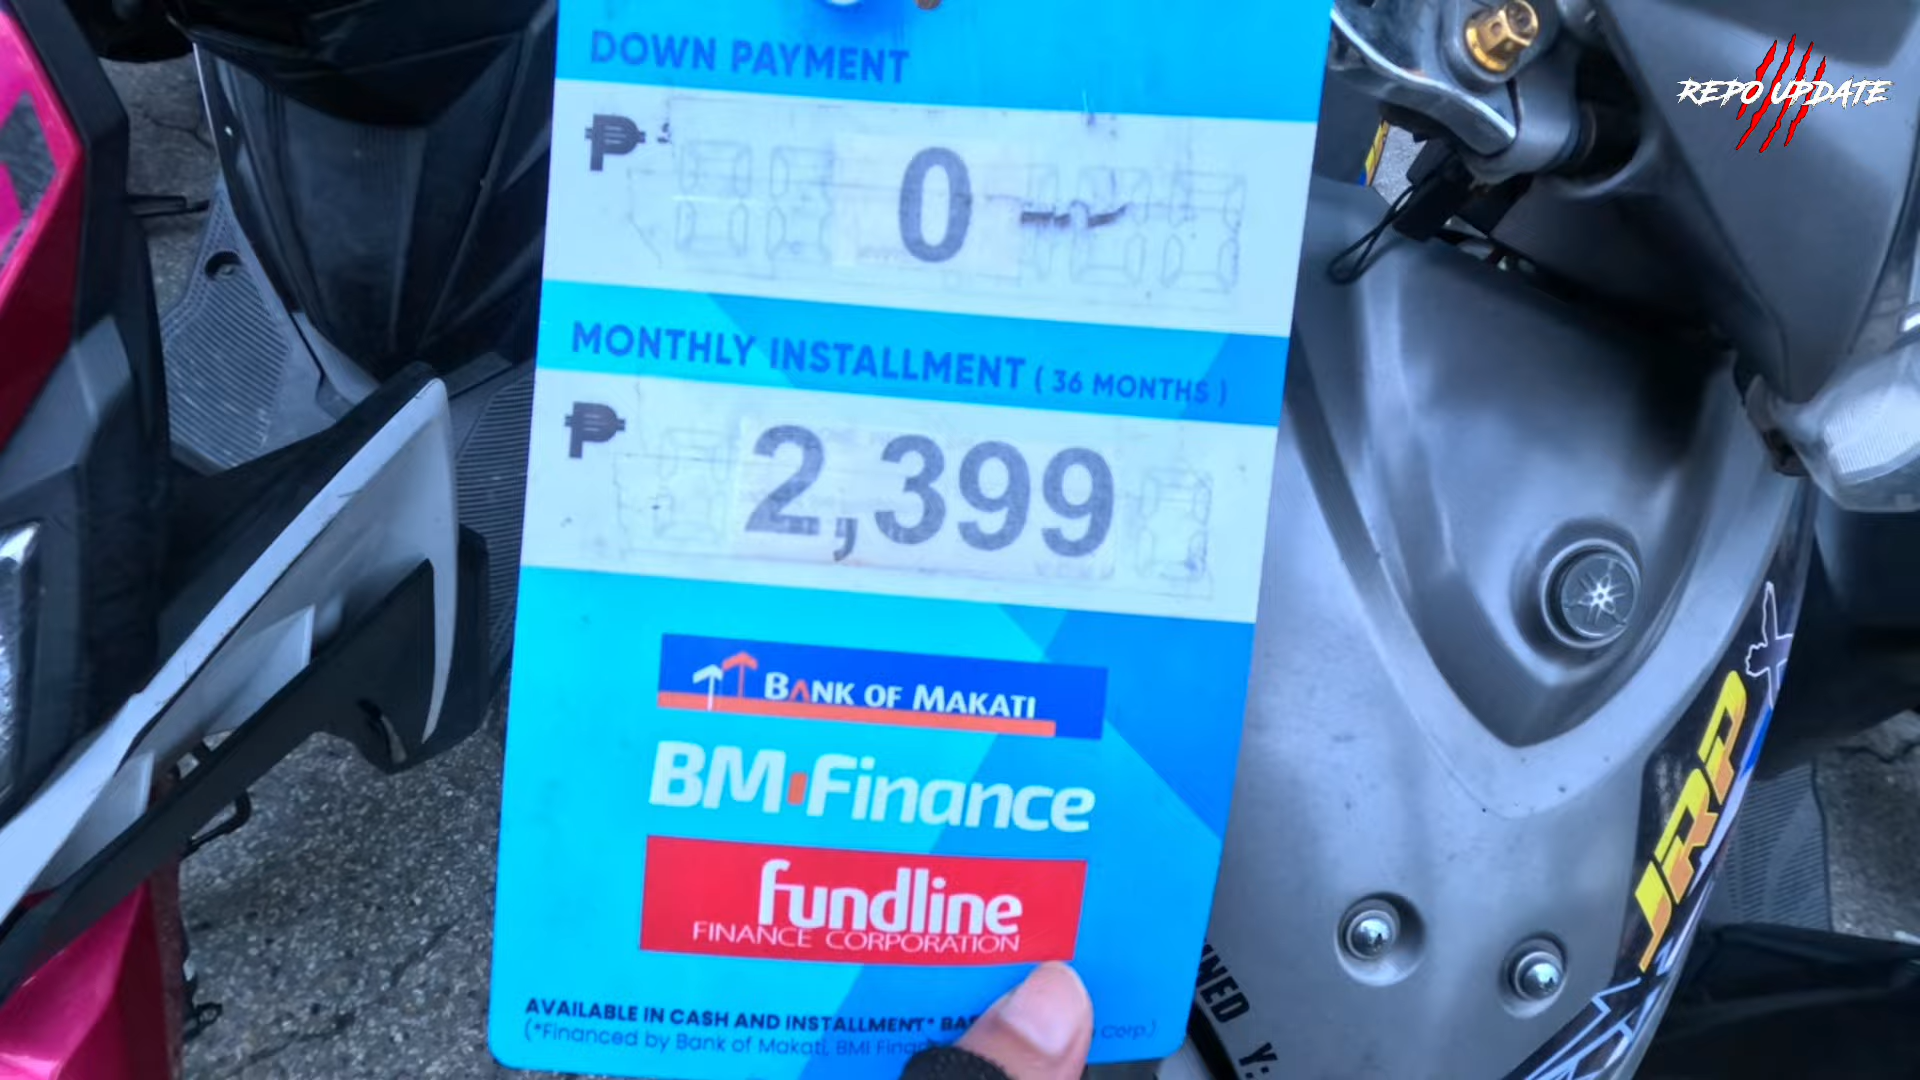 REPO UPDATE
DOWN PAYMENT
₱ 0
MONTHLY INSTALLMENT ( 36 MONTHS )
₱ 2,399
BANK OF MAKATI
BM Finance
fundline
FINANCE CORPORATION
AVAILABLE IN CASH AND INSTALLMENT*
(*Financed by Bank of Makati, Corp.)
JRP